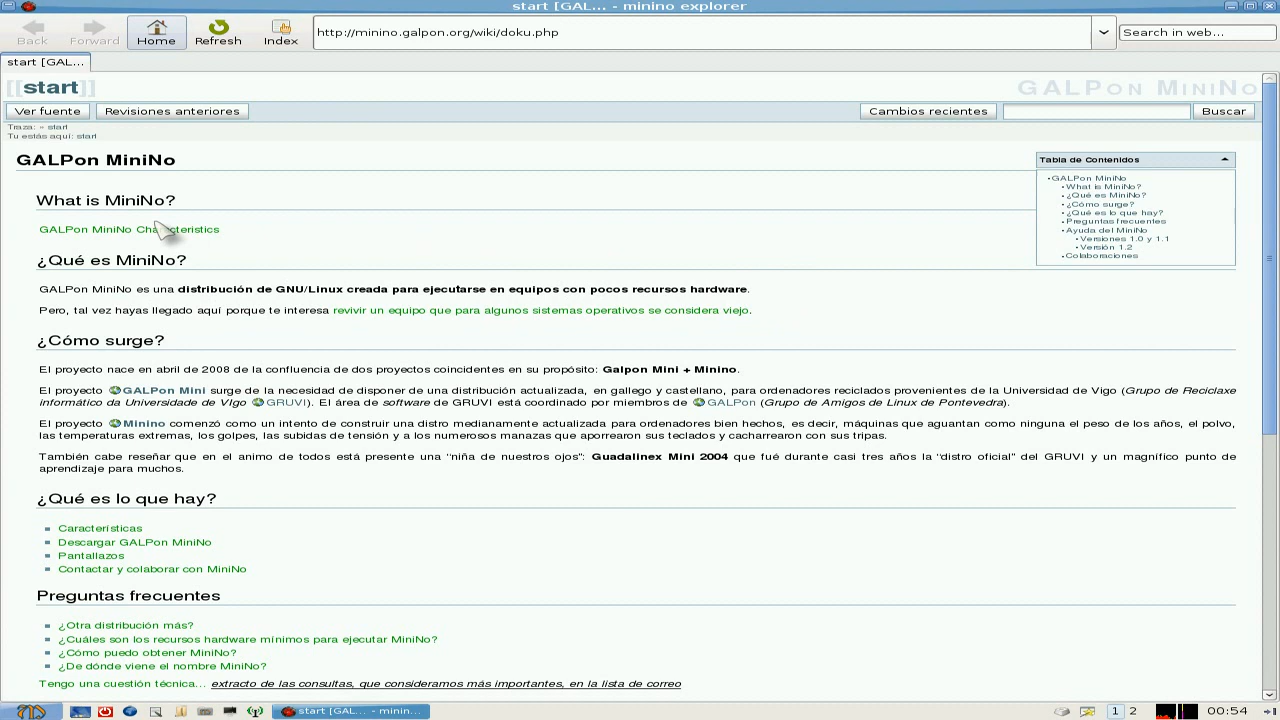 start [GAL... - minino explorer
Back
Forward
Home
Refresh
Index
http://minino.galpon.org/wiki/doku.php
Search in web...
start [GAL...
[[start]]
GALPon MiniNo
Ver fuente
Revisiones anteriores
Cambios recientes
Buscar
Traza: » start
Tu estás aquí: start
GALPon MiniNo
Tabla de Contenidos
GALPon MiniNo
What is MiniNo?
¿Qué es MiniNo?
¿Cómo surge?
¿Qué es lo que hay?
Preguntas frecuentes
Ayuda del MiniNo
Versiones 1.0 y 1.1
Versión 1.2
Colaboraciones
What is MiniNo?
GALPon MiniNo Characteristics
¿Qué es MiniNo?
GALPon MiniNo es una distribución de GNU/Linux creada para ejecutarse en equipos con pocos recursos hardware.
Pero, tal vez hayas llegado aquí porque te interesa revivir un equipo que para algunos sistemas operativos se considera viejo.
¿Cómo surge?
El proyecto nace en abril de 2008 de la confluencia de dos proyectos coincidentes en su propósito: Galpon Mini + Minino.
El proyecto GALPon Mini surge de la necesidad de disponer de una distribución actualizada, en gallego y castellano, para ordenadores reciclados provenientes de la Universidad de Vigo (Grupo de Reciclaxe
informático da Universidade de Vigo GRUVI). El área de software de GRUVI está coordinado por miembros de GALPon (Grupo de Amigos de Linux de Pontevedra).
El proyecto Minino comenzó como un intento de construir una distro medianamente actualizada para ordenadores bien hechos, es decir, máquinas que aguantan como ninguna el peso de los años, el polvo,
las temperaturas extremas, los golpes, las subidas de tensión y a los numerosos manazas que aporrearon sus teclados y cacharrearon con sus tripas.
También cabe reseñar que en el animo de todos está presente una "niña de nuestros ojos": Guadalinex Mini 2004 que fué durante casi tres años la "distro oficial" del GRUVI y un magnífico punto de
aprendizaje para muchos.
¿Qué es lo que hay?
Características
Descargar GALPon MiniNo
Pantallazos
Contactar y colaborar con MiniNo
Preguntas frecuentes
¿Otra distribución más?
¿Cuáles son los recursos hardware mínimos para ejecutar MiniNo?
¿Cómo puedo obtener MiniNo?
¿De dónde viene el nombre MiniNo?
Tengo una cuestión técnica... extracto de las consultas, que consideramos más importantes, en la lista de correo
start [GAL... - minin...
1 2
00:54